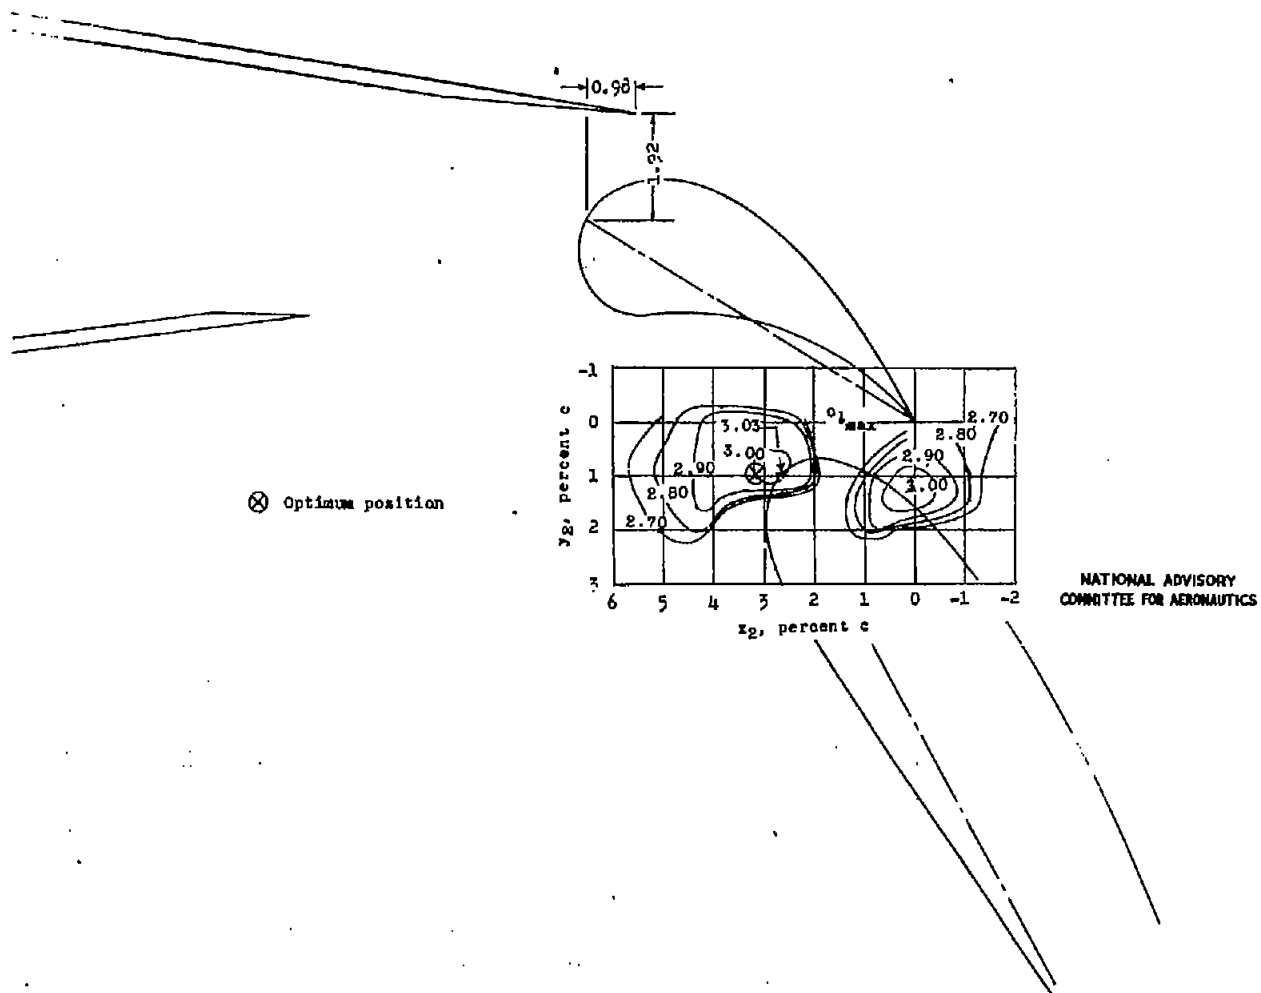 0.98
1.92
-1
0
1
2
3
y2, percent c
cl max
2.70
2.80
2.90
3.00
3.03
3.00
2.90
2.80
2.70
⊗ Optimum position
6 5 4 3 2 1 0 -1 -2
x2, percent c
NATIONAL ADVISORY
COMMITTEE FOR AERONAUTICS